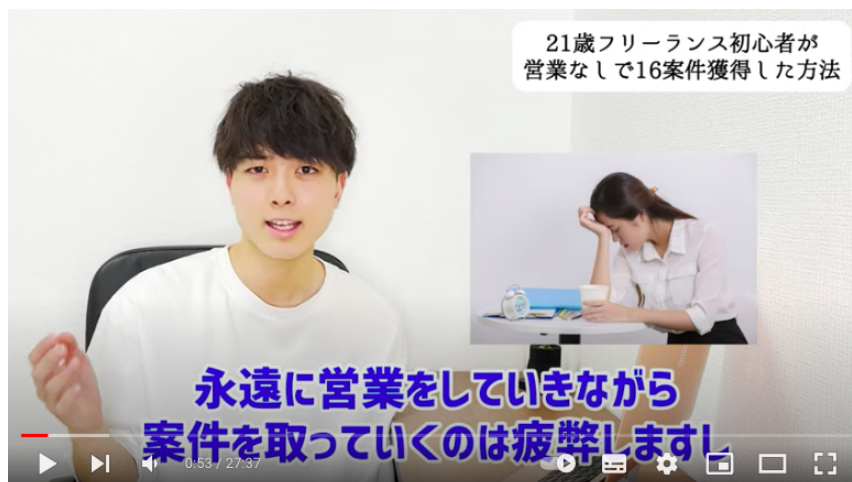 21歳フリーランス初心者が
営業なしで16案件獲得した方法
永遠に営業をしていきながら
案件を取っていくのは疲弊しますし
0:53 / 27:37